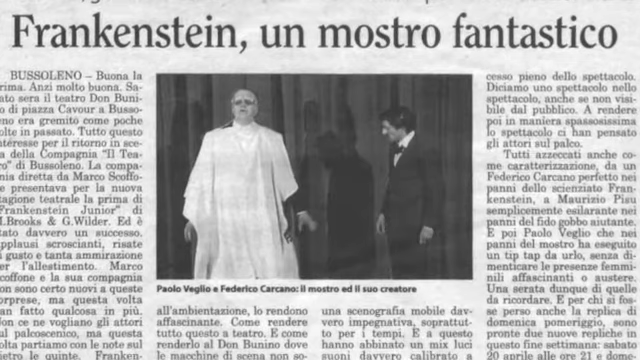 Frankenstein, un mostro fantastico
BUSSOLENO – Buona la
rima. Anzi molto buona. Sa-
ato sera il teatro Don Buni-
o di piazza Cavour a Busso-
eno era gremito come poche
olte in passato. Tutto questo
nteresse per il ritorno in sce-
a della Compagnia "Il Tea-
ro" di Bussoleno. La compa-
nia diretta da Marco Scoffo-
e presentava per la nuova
tagione teatrale la prima di
Frankenstein Junior" di
M.Brooks & G.Wilder. Ed è
tato davvero un successo.
pplausi scroscianti, risate
i gusto e tanta ammirazione
er l'allestimento. Marco
coffone e la sua compagnia
on sono certo nuovi a queste
orprese, ma questa volta
an fatto qualcosa in più.
on ce ne vogliano gli attori
ul palcoscenico, ma questa
olta partiamo con le note sul
ietro le quinte. Franken-
Paolo Veglio e Federico Carcano: il mostro ed il suo creatore
all'ambientazione, lo rendono
affascinante. Come rendere
tutto questo a teatro. E come
renderlo al Don Bunino dove
le macchine di scena non so-
una scenografia mobile dav-
vero impegnativa, soprattut-
to per i tempi. E a questo
hanno abbinato un mix luci
suoni davvero calibrato a
cesso pieno dello spettacolo.
Diciamo uno spettacolo nello
spettacolo, anche se non visi-
bile dal pubblico. A rendere
poi in maniera spassosissima
lo spettacolo ci han pensato
gli attori sul palco.
Tutti azzeccati anche co-
me caratterizzazione, da un
Federico Carcano perfetto nei
panni dello scienziato Fran-
kenstein, a Maurizio Pisu
semplicemente esilarante nei
panni del fido gobbo aiutante.
E poi Paolo Veglio che nei
panni del mostro ha eseguito
un tip tap da urlo, senza di-
menticare le presenze femmi-
nili affascinanti o austere.
Una serata dunque di quelle
da ricordare. E per chi si fos-
se perso anche la replica di
domenica pomeriggio, sono
pronte due nuove repliche in
questo fine settimana: sabato
20 aprile alle ore 21 e dome-